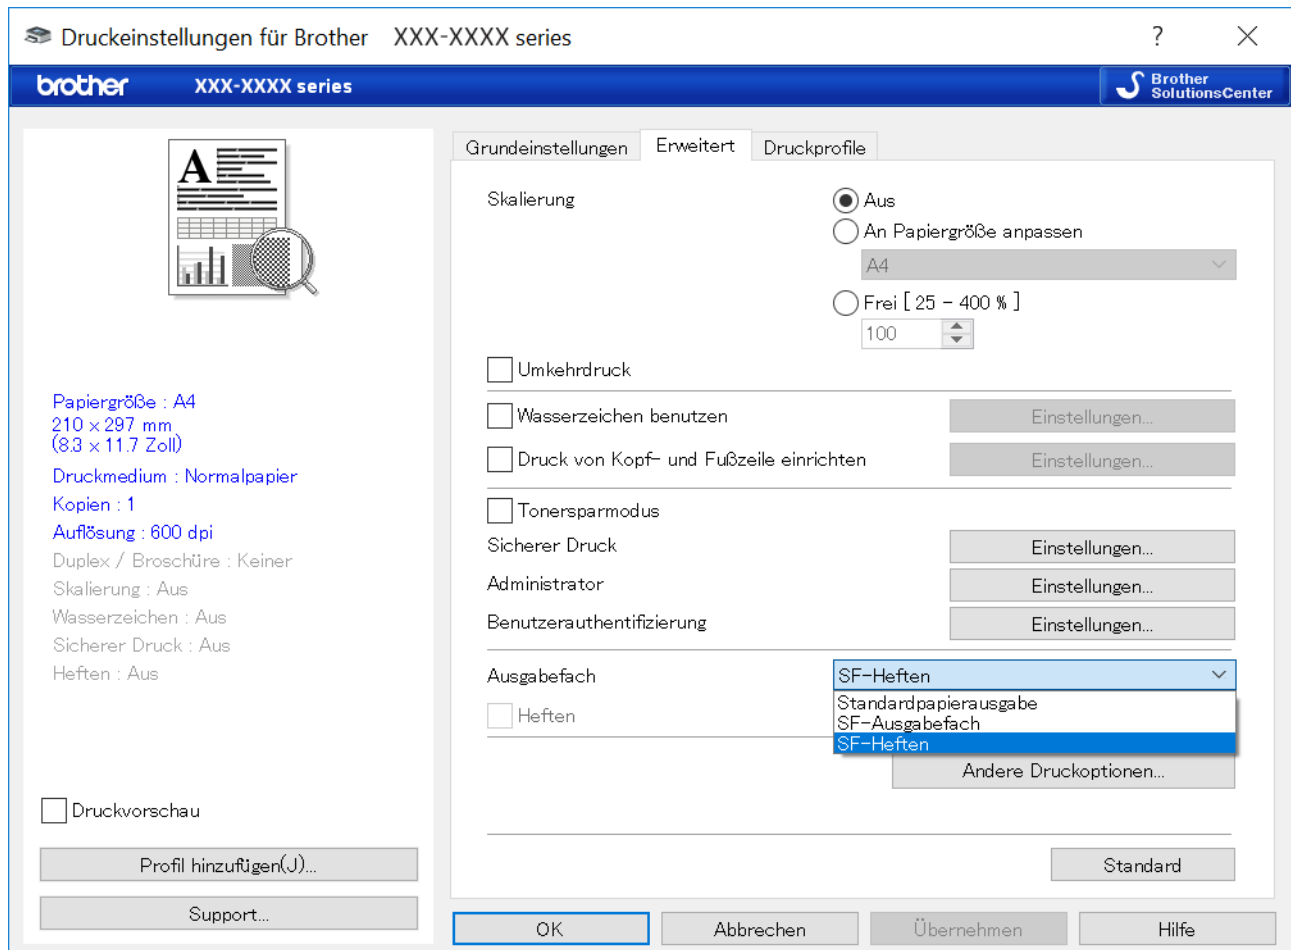 Druckeinstellungen für Brother XXX-XXXX series ?
brother XXX-XXXX series Brother
SolutionsCenter
A
Papiergröße : A4
210 x 297 mm
(8.3 x 11.7 Zoll)
Druckmedium : Normalpapier
Kopien : 1
Auflösung : 600 dpi
Duplex / Broschüre : Keiner
Skalierung : Aus
Wasserzeichen : Aus
Sicherer Druck : Aus
Heften : Aus
Druckvorschau
Profil hinzufügen(J)...
Support...
Grundeinstellungen Erweitert Druckprofile
Skalierung Aus
An Papiergröße anpassen
A4
Frei [ 25 - 400 % ]
100
Umkehrdruck
Wasserzeichen benutzen Einstellungen...
Druck von Kopf- und Fußzeile einrichten Einstellungen...
Tonersparmodus
Sicherer Druck Einstellungen...
Administrator Einstellungen...
Benutzerauthentifizierung Einstellungen...
Ausgabefach SF-Heften
Standardpapierausgabe
Heften SF-Ausgabefach
SF-Heften
Andere Druckoptionen...
Standard
OK Abbrechen Übernehmen Hilfe